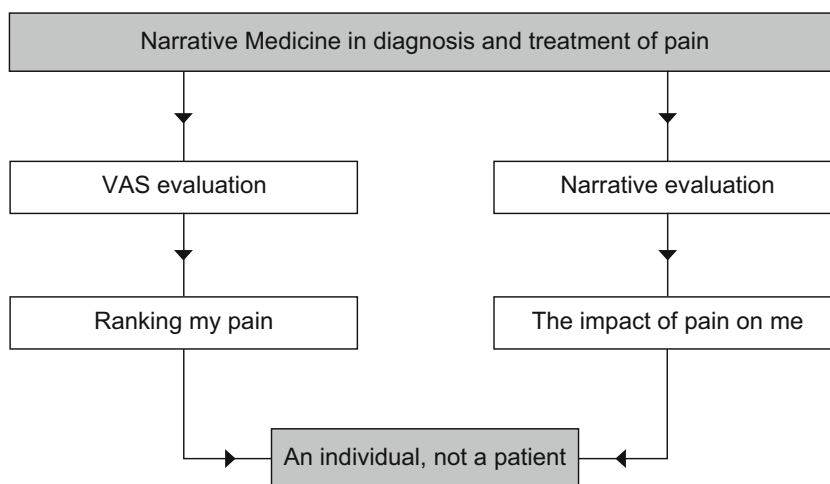 Narrative Medicine in diagnosis and treatment of pain
VAS evaluation
Narrative evaluation
Ranking my pain
The impact of pain on me
An individual, not a patient